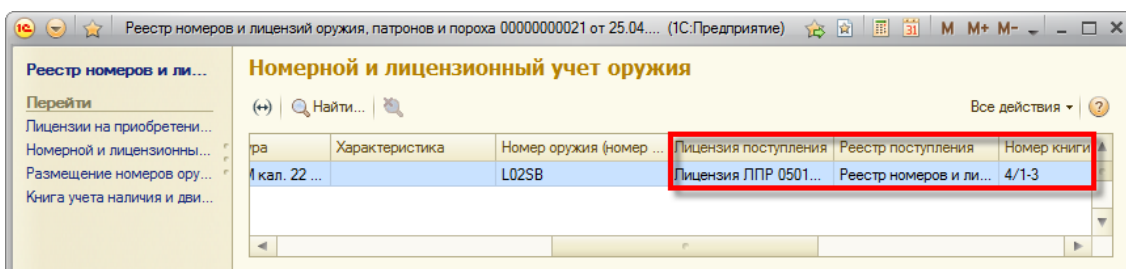 Реестр номеров и лицензий оружия, патронов и пороха 00000000021 от 25.04.... (1С:Предприятие) 31 M M+ M-
Реестр номеров и ли...
Номерной и лицензионный учет оружия
Перейти
Найти...
Все действия
Лицензии на приобретени...
Номерной и лицензионны...
Размещение номеров ору...
Книга учета наличия и дви...
ура Характеристика Номер оружия (номер ... Лицензия поступления Реестр поступления Номер книги
И кал. 22 ... L02SB Лицензия ЛПР 0501... Реестр номеров и ли... 4/1-3